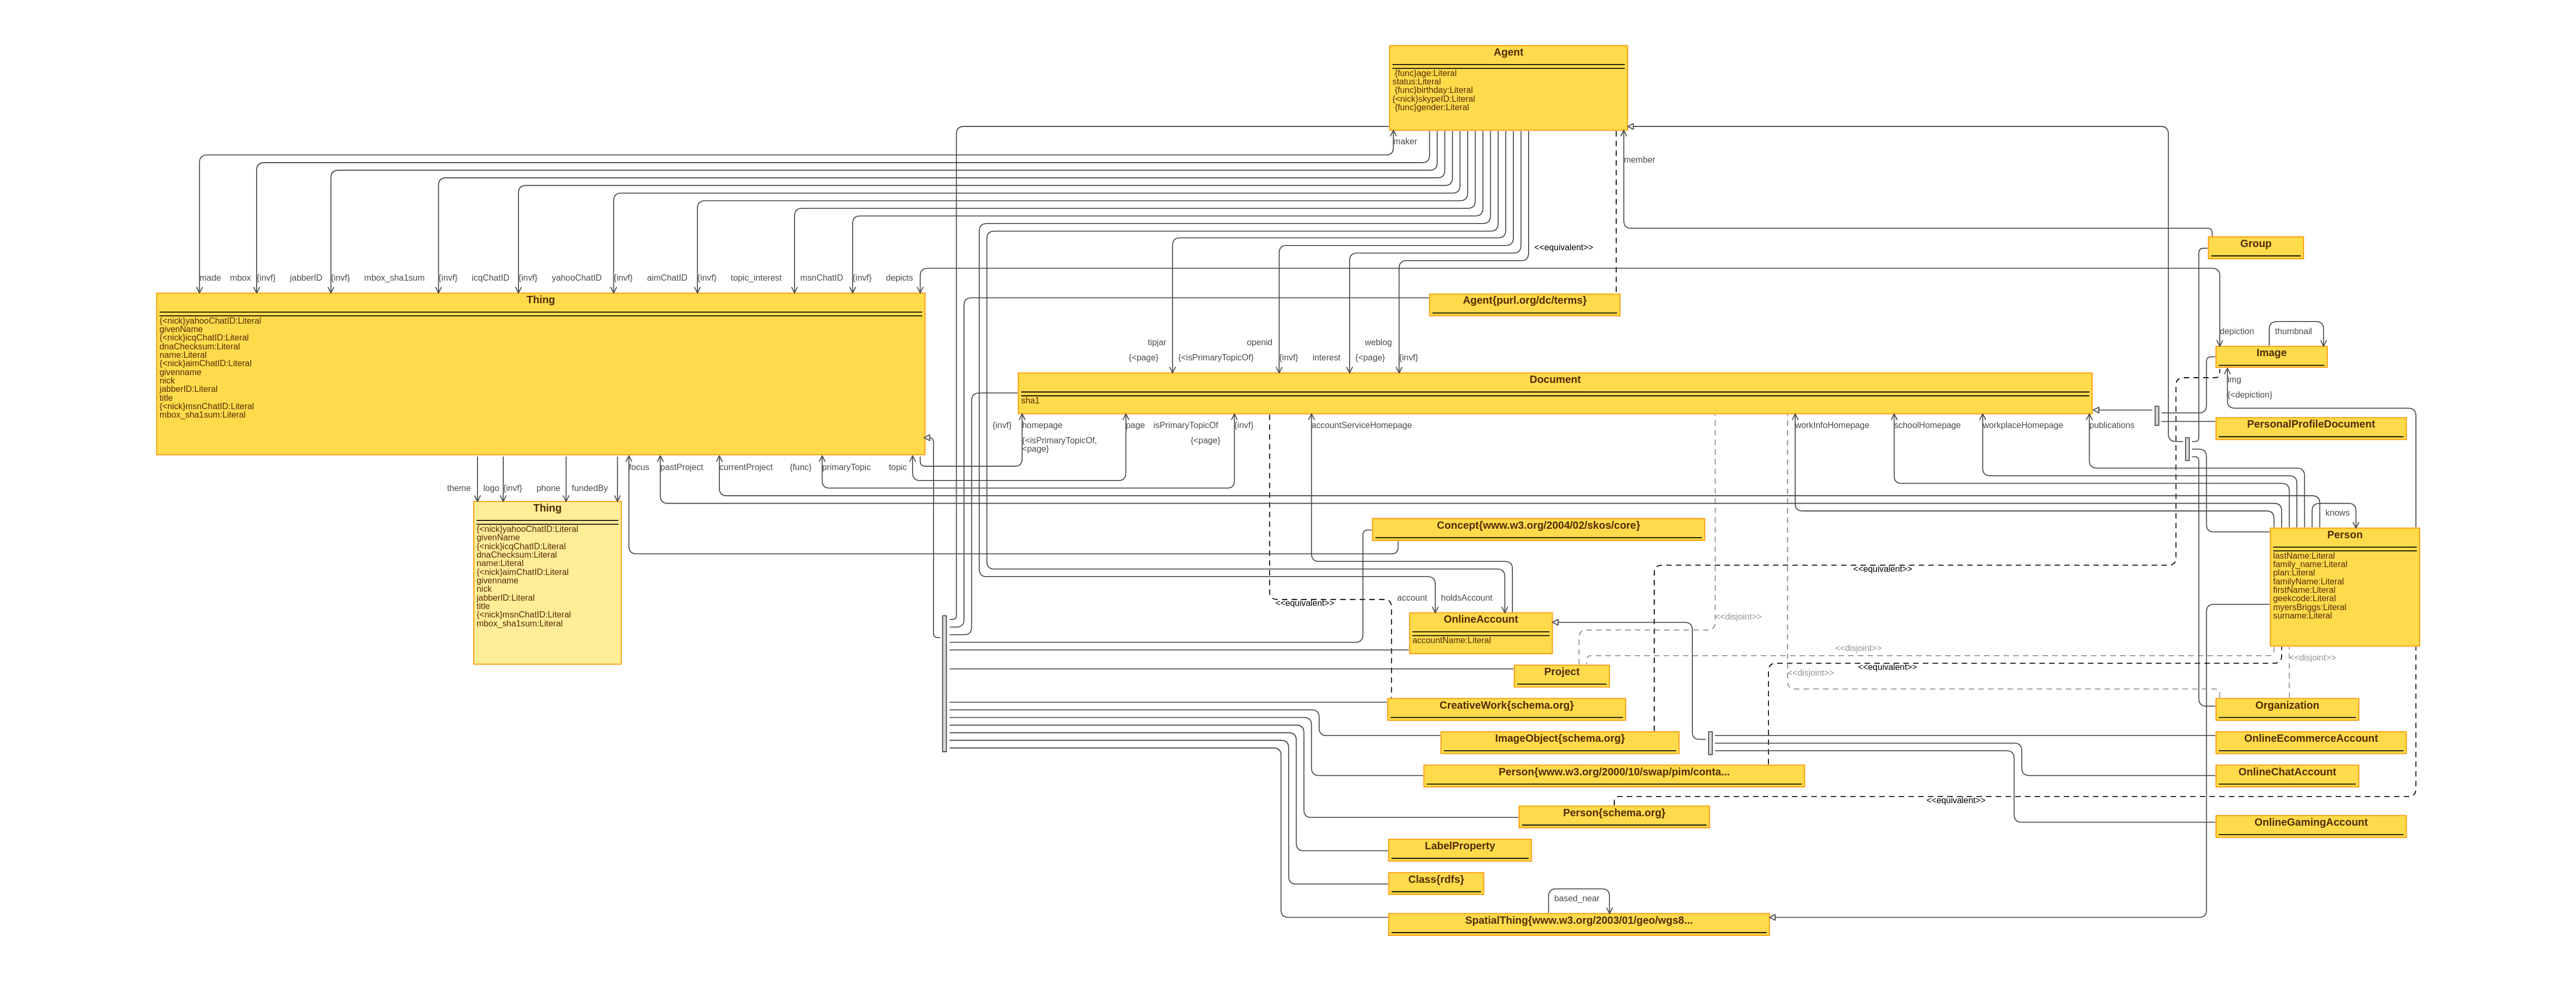 Agent
{func}age:Literal
status:Literal
{func}birthday:Literal
{<nick}skypeID:Literal
{func}gender:Literal
maker
member
<<equivalent>>
Group
made
mbox
{invf}
jabberID
{invf}
mbox_sha1sum
{invf}
icqChatID
{invf}
yahooChatID
{invf}
aimChatID
{invf}
topic_interest
msnChatID
{invf}
depicts
Thing
{<nick}yahooChatID:Literal
givenName
{<nick}icqChatID:Literal
dnaChecksum:Literal
name:Literal
{<nick}aimChatID:Literal
givenname
nick
jabberID:Literal
title
{<nick}msnChatID:Literal
mbox_sha1sum:Literal
Agent{purl.org/dc/terms}
depiction
thumbnail
Image
img
{<depiction}
tipjar
{<page}
openid
{<isPrimaryTopicOf}
{invf}
interest
weblog
{<page}
{invf}
Document
sha1
PersonalProfileDocument
{invf}
homepage
{<isPrimaryTopicOf,
<page}
page
isPrimaryTopicOf
{invf}
{<page}
accountServiceHomepage
workInfoHomepage
schoolHomepage
workplaceHomepage
publications
focus
pastProject
currentProject
{func}
primaryTopic
topic
theme
logo
{invf}
phone
fundedBy
Thing
{<nick}yahooChatID:Literal
givenName
{<nick}icqChatID:Literal
dnaChecksum:Literal
name:Literal
{<nick}aimChatID:Literal
givenname
nick
jabberID:Literal
title
{<nick}msnChatID:Literal
mbox_sha1sum:Literal
Concept{www.w3.org/2004/02/skos/core}
knows
Person
lastName:Literal
family_name:Literal
plan:Literal
familyName:Literal
firstName:Literal
geekcode:Literal
myersBriggs:Literal
surname:Literal
<<equivalent>>
<<equivalent>>
account
holdsAccount
OnlineAccount
accountName:Literal
<<disjoint>>
<<disjoint>>
<<disjoint>>
<<equivalent>>
<<disjoint>>
Project
CreativeWork{schema.org}
Organization
ImageObject{schema.org}
OnlineEcommerceAccount
Person{www.w3.org/2000/10/swap/pim/conta...
OnlineChatAccount
<<equivalent>>
Person{schema.org}
OnlineGamingAccount
LabelProperty
Class{rdfs}
based_near
SpatialThing{www.w3.org/2003/01/geo/wgs8...